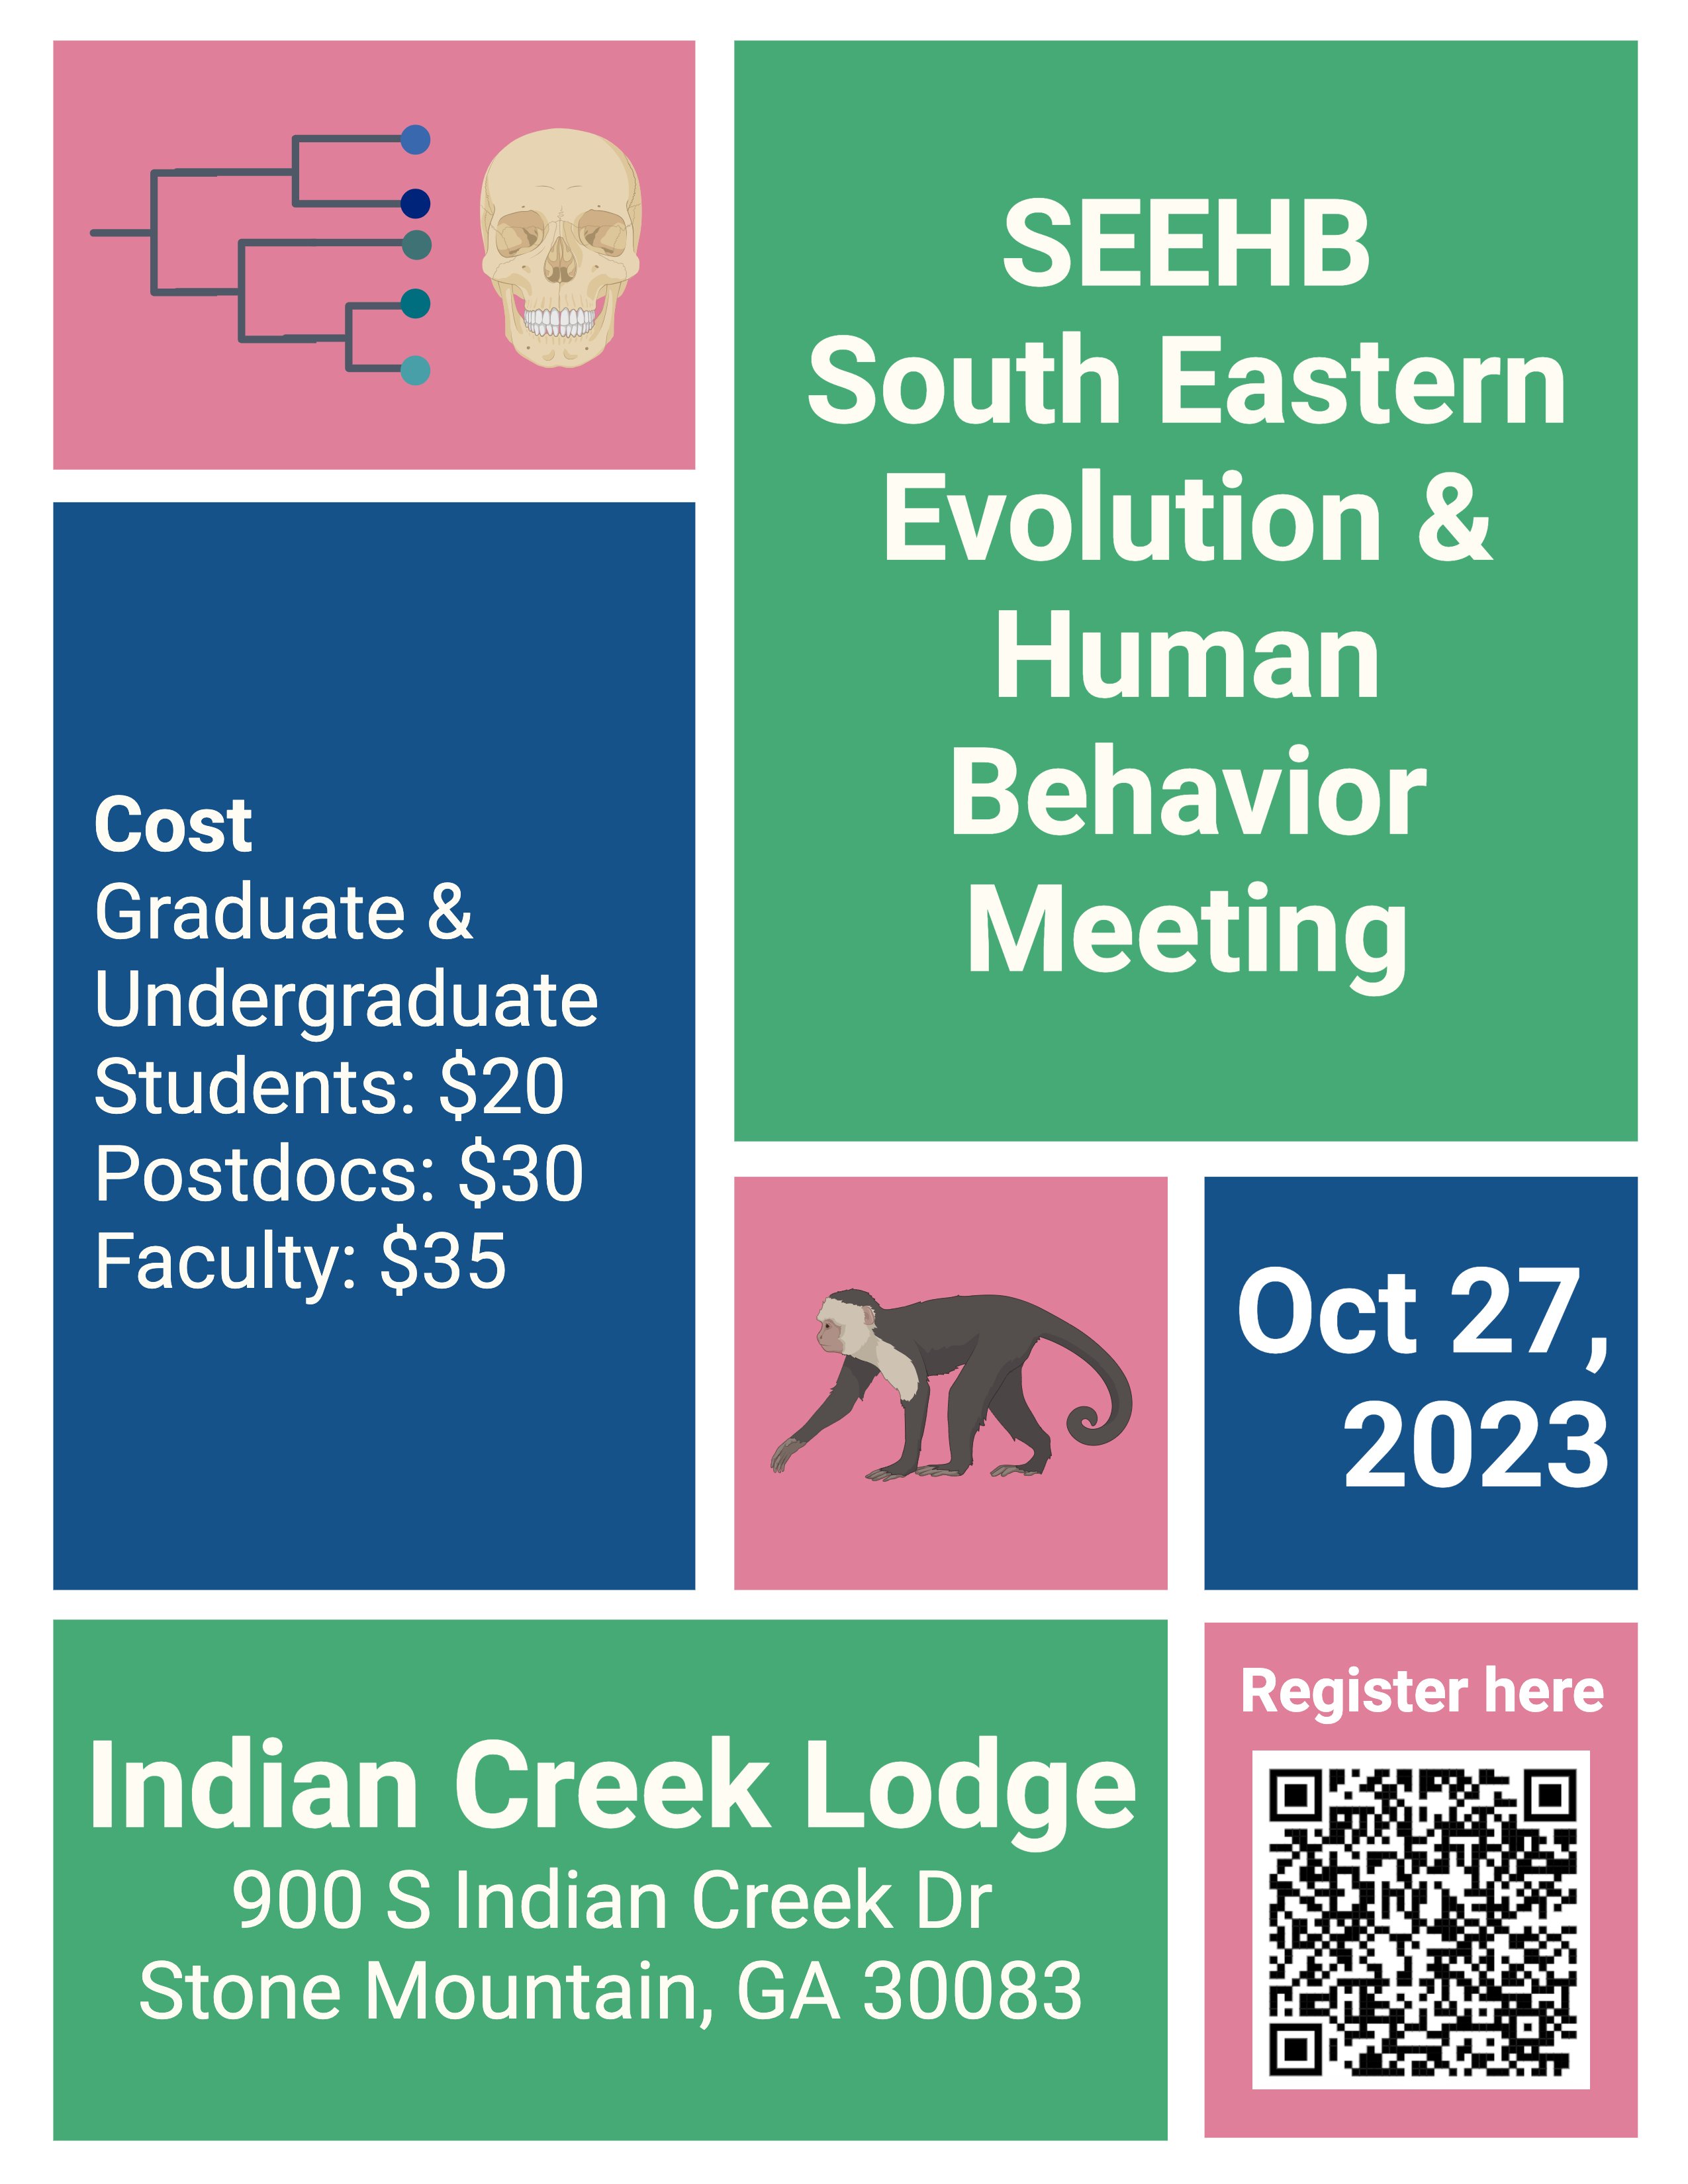 SEEHB
South Eastern
Evolution &
Human
Behavior
Meeting
Cost
Graduate &
Undergraduate
Students: $20
Postdocs: $30
Faculty: $35
Oct 27,
2023
Indian Creek Lodge
900 S Indian Creek Dr
Stone Mountain, GA 30083
Register here